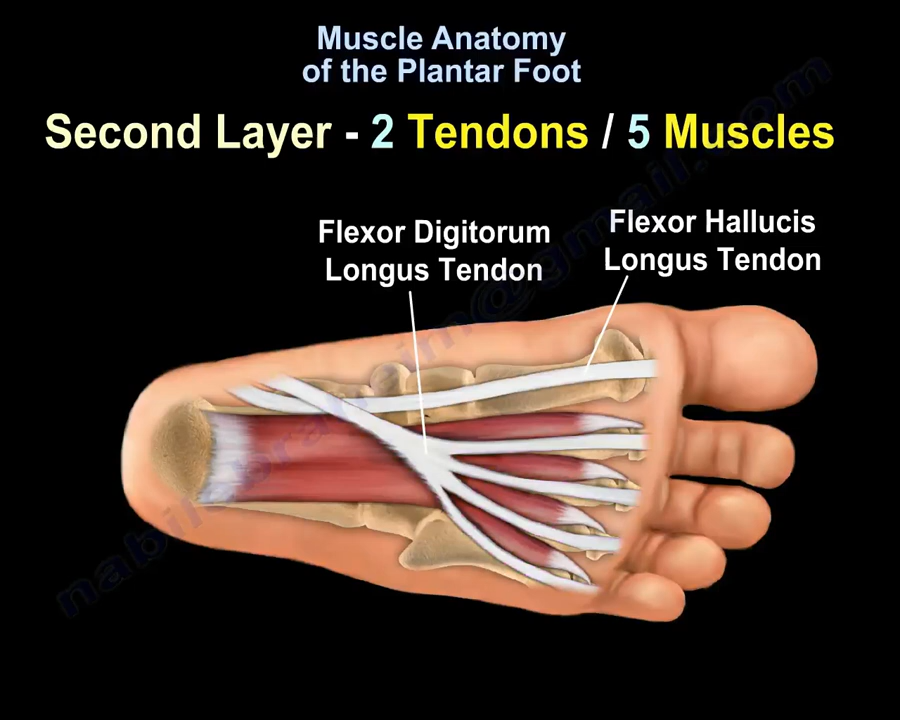 Muscle Anatomy
of the Plantar Foot
Second Layer - 2 Tendons / 5 Muscles
Flexor Digitorum
Longus Tendon
Flexor Hallucis
Longus Tendon